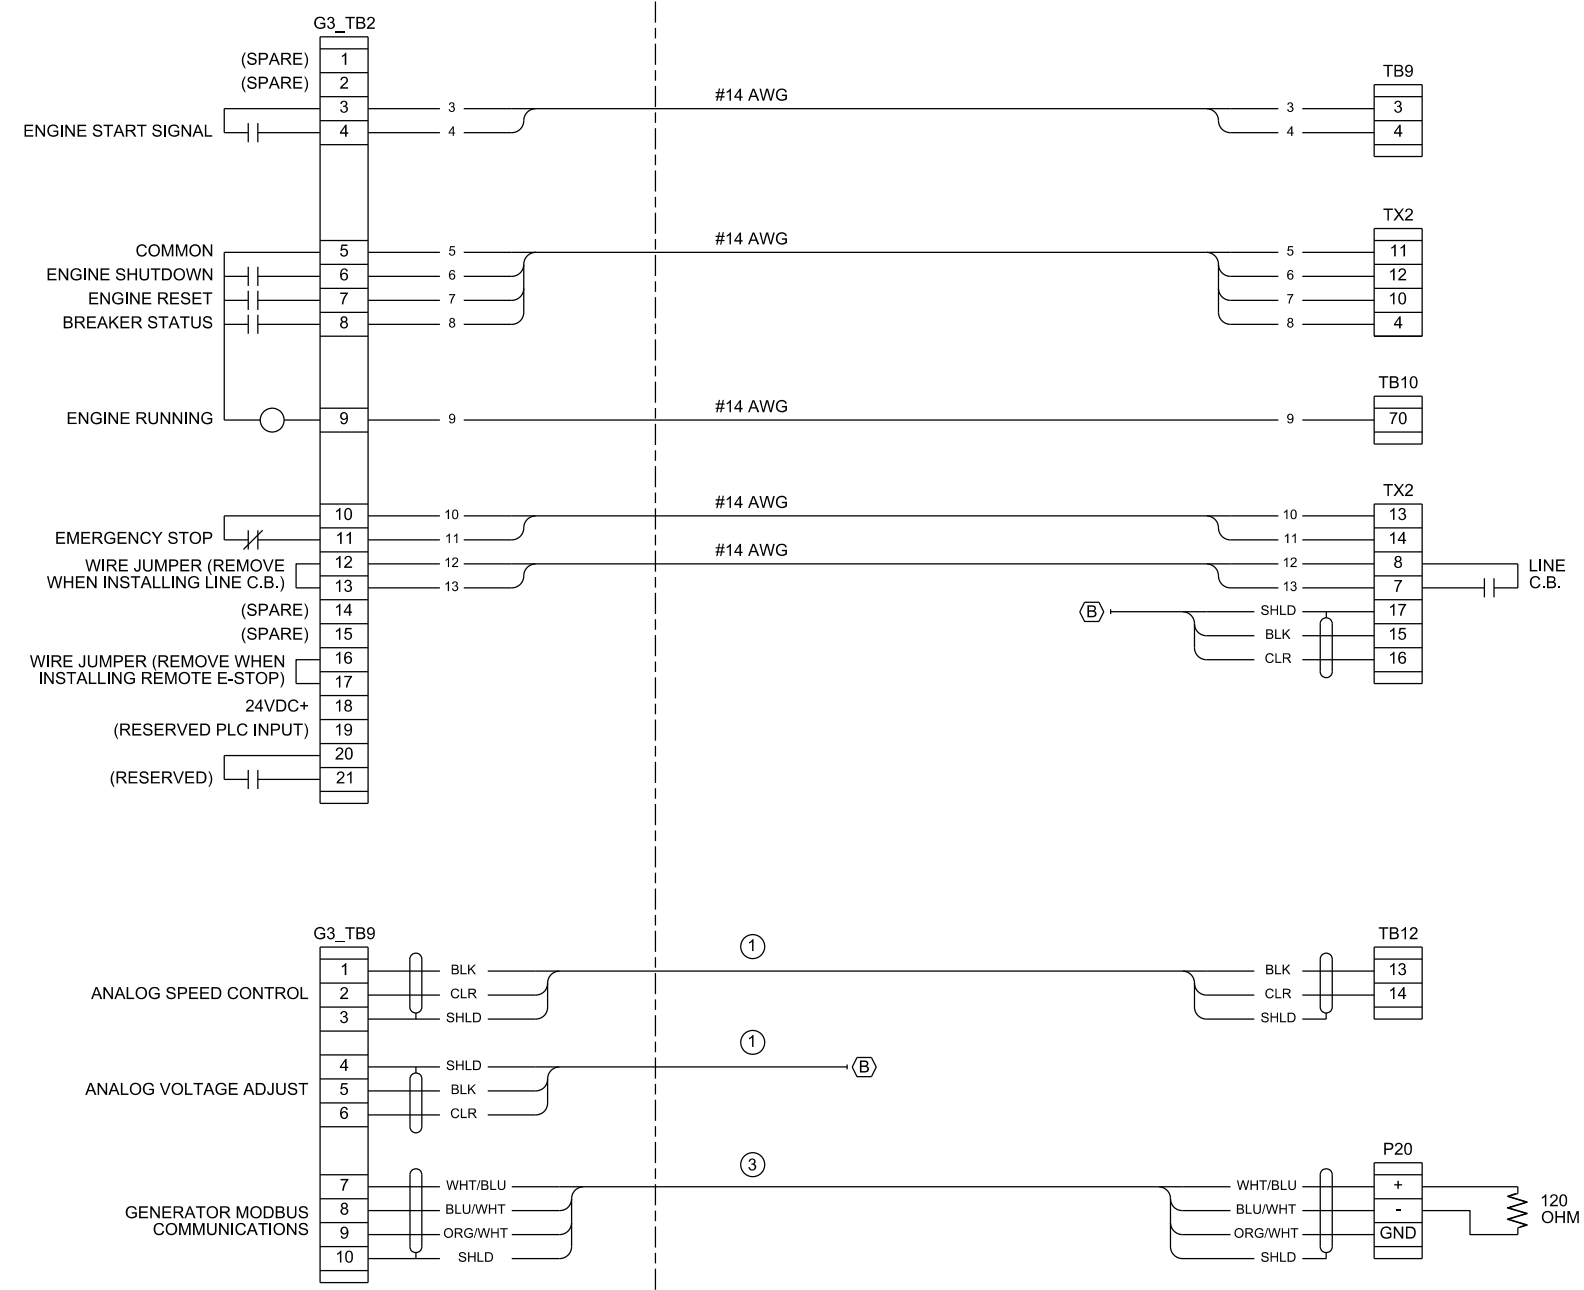 G3_TB2
(SPARE) 1
(SPARE) 2
3 3 #14 AWG 3 TB9 3
ENGINE START SIGNAL 4 4 4 4
COMMON 5 5 #14 AWG 5 TX2 11
ENGINE SHUTDOWN 6 6 6 12
ENGINE RESET 7 7 7 10
BREAKER STATUS 8 8 8 4
ENGINE RUNNING 9 9 #14 AWG 9 TB10 70
10 10 #14 AWG 10 TX2 13
EMERGENCY STOP 11 11 11 14
WIRE JUMPER (REMOVE
WHEN INSTALLING LINE C.B.)
12 12 #14 AWG 12 8
13 13 13 7
LINE
C.B.
(SPARE) 14 B SHLD 17
(SPARE) 15 BLK 15
16 CLR 16
WIRE JUMPER (REMOVE WHEN
INSTALLING REMOTE E-STOP)
17
24VDC+ 18
(RESERVED PLC INPUT) 19
20
(RESERVED) 21
G3_TB9 1 TB12
1 BLK BLK 13
ANALOG SPEED CONTROL 2 CLR CLR 14
3 SHLD SHLD
1
4 SHLD B
ANALOG VOLTAGE ADJUST 5 BLK
6 CLR
3 P20
7 WHT/BLU WHT/BLU +
8 BLU/WHT BLU/WHT -
GENERATOR MODBUS
COMMUNICATIONS
9 ORG/WHT ORG/WHT GND
10 SHLD SHLD
120
OHM